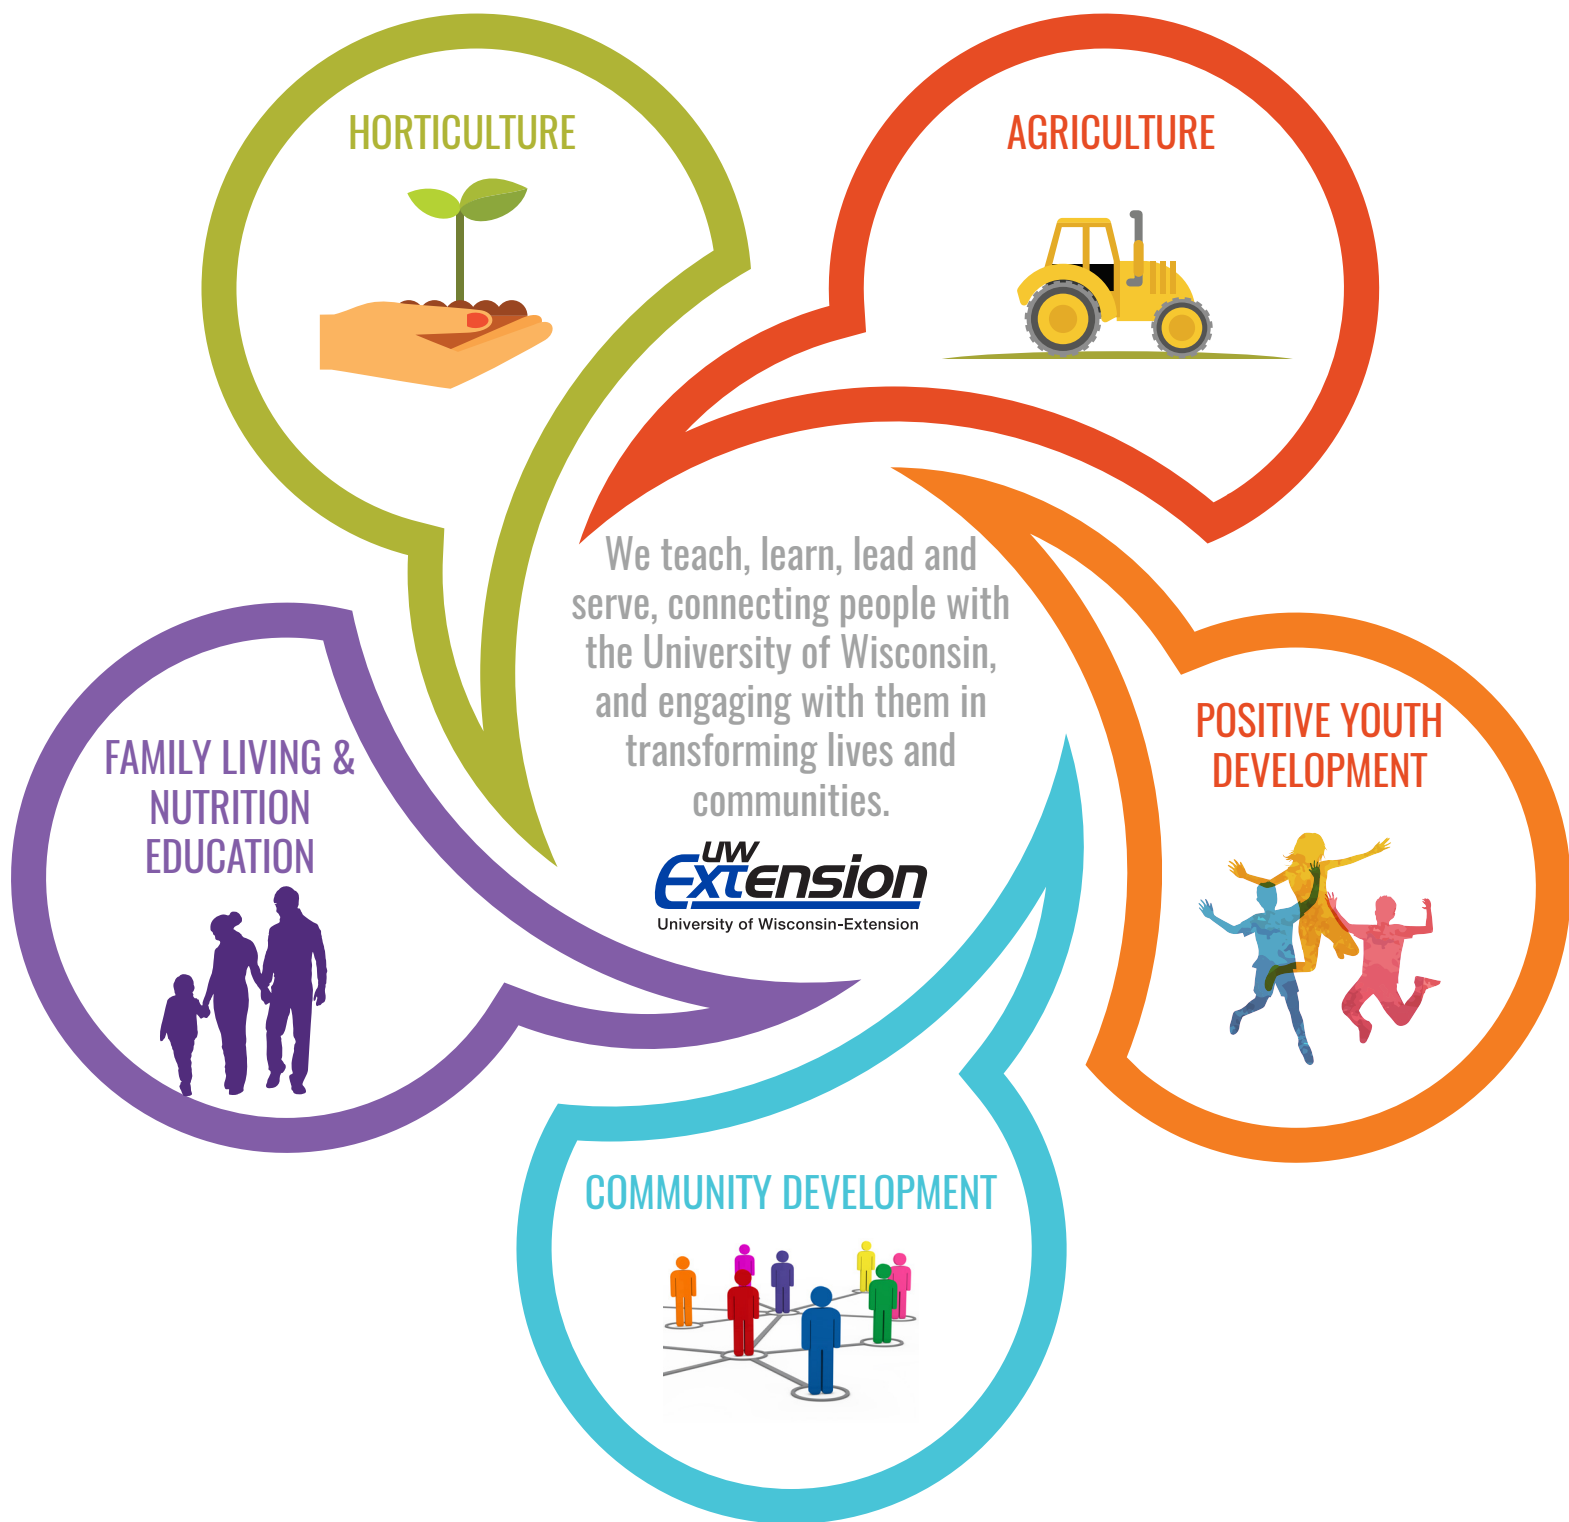 HORTICULTURE
AGRICULTURE
We teach, learn, lead and
serve, connecting people with
the University of Wisconsin,
and engaging with them in
transforming lives and
communities.
UW
Extension
University of Wisconsin-Extension
FAMILY LIVING &
NUTRITION
EDUCATION
POSITIVE YOUTH
DEVELOPMENT
COMMUNITY DEVELOPMENT